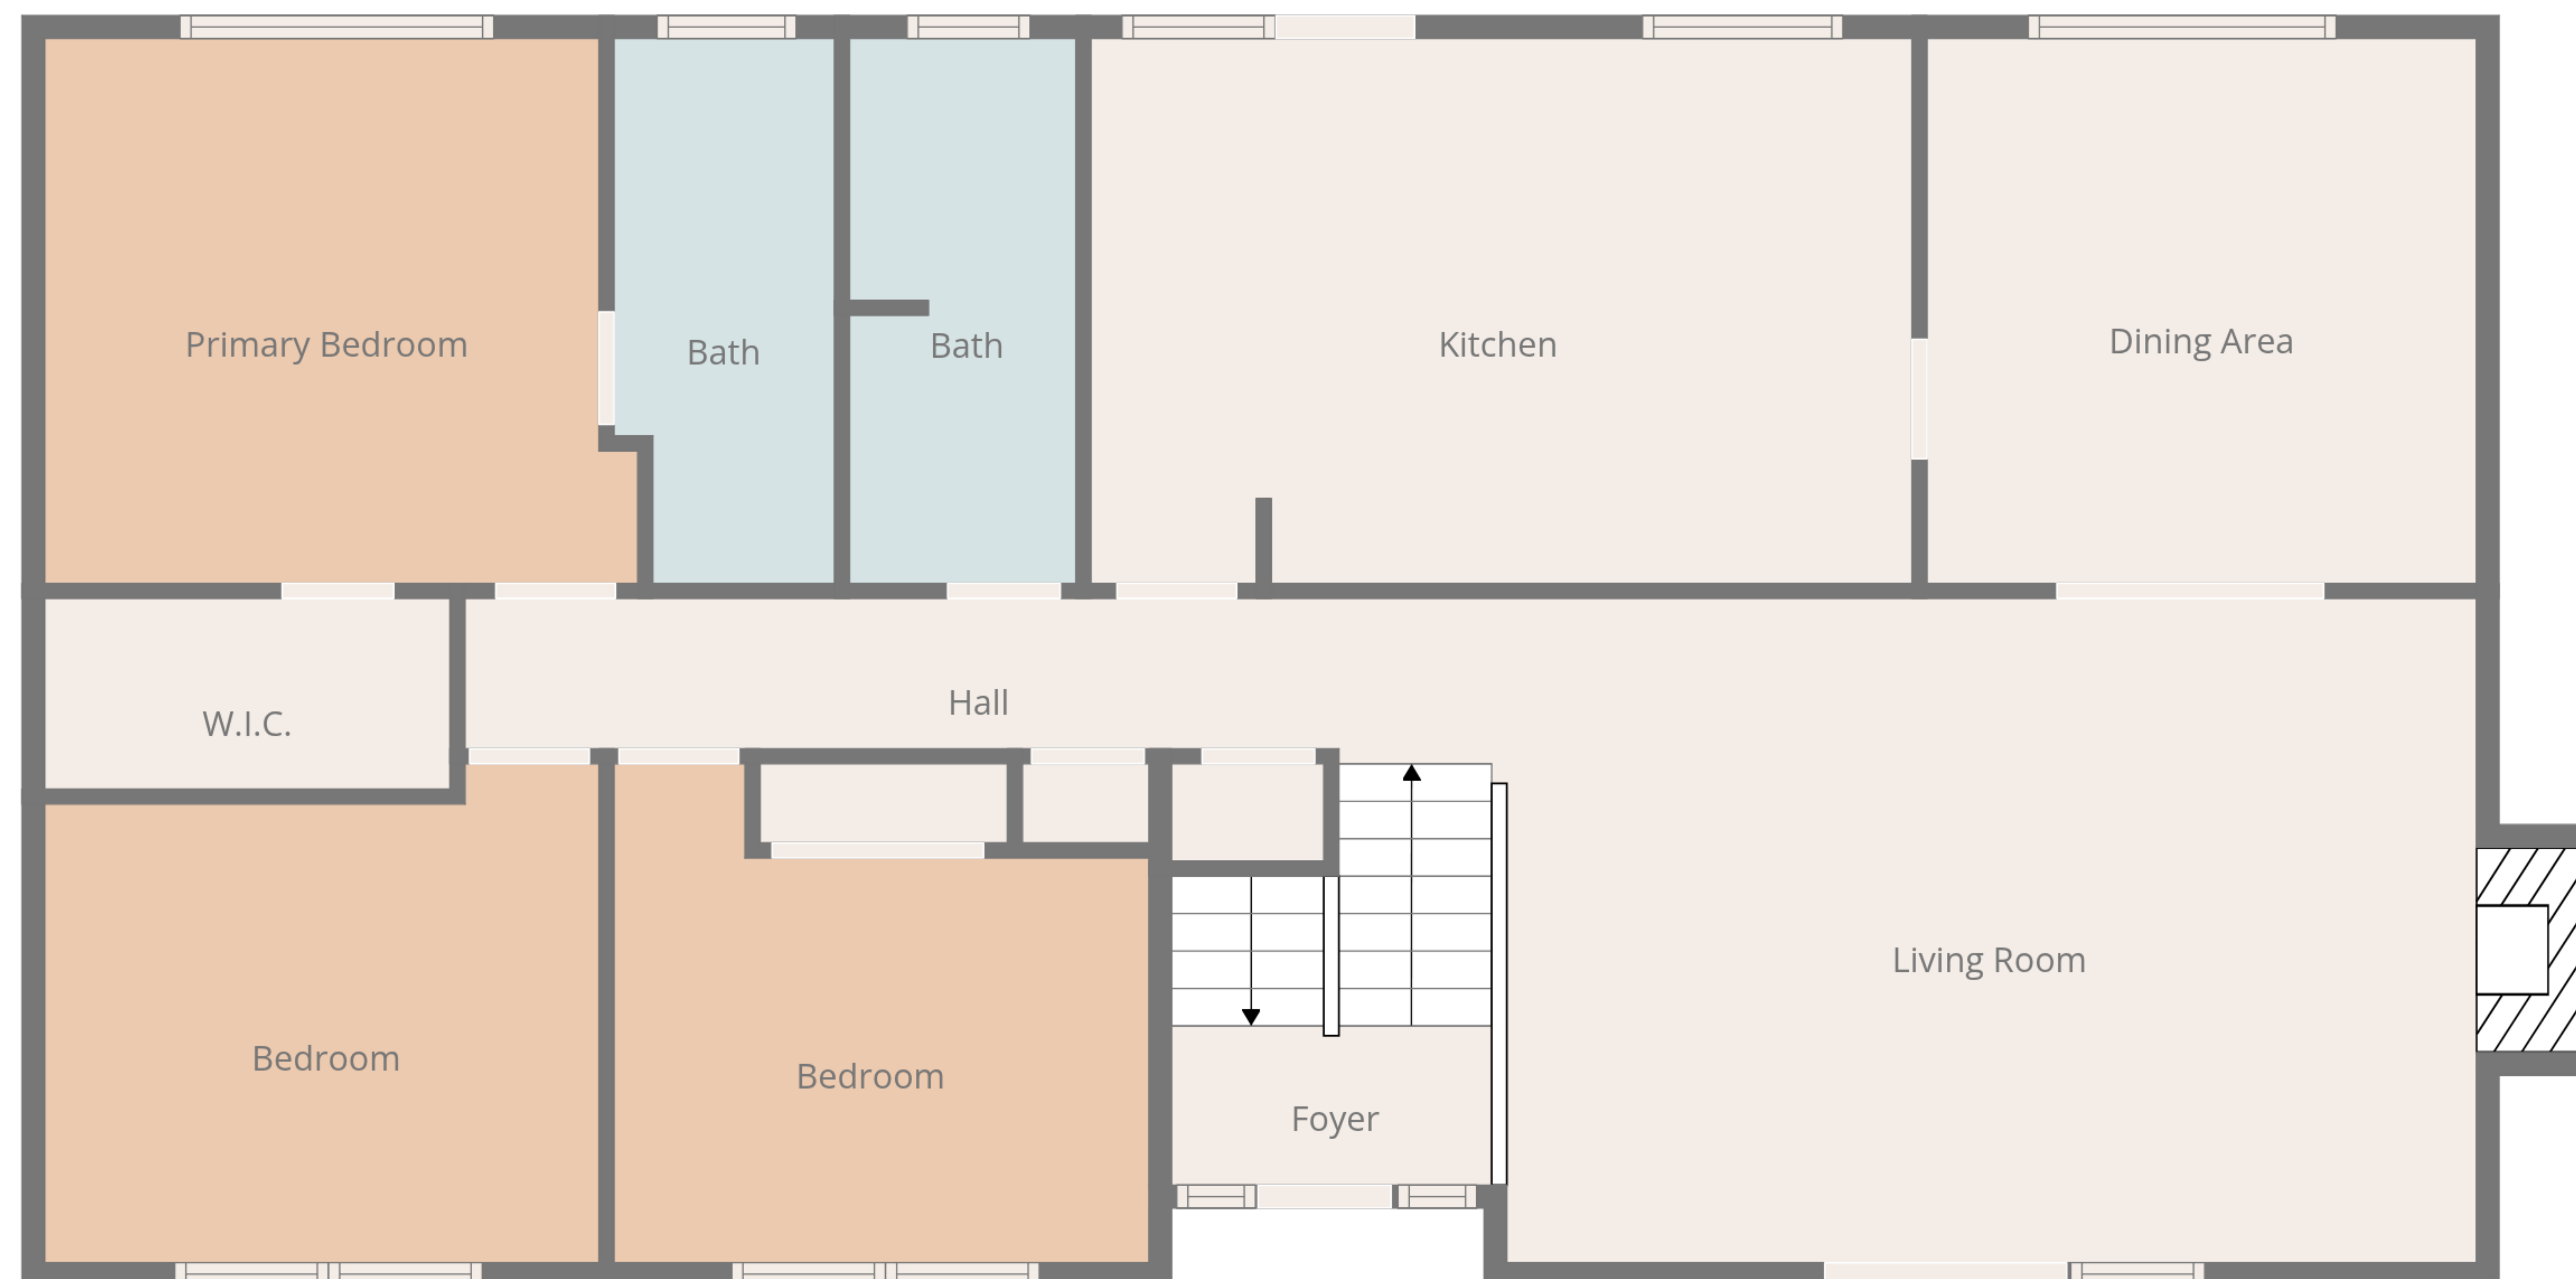 Primary Bedroom
Bath
Bath
Kitchen
Dining Area
W.I.C.
Hall
Living Room
Bedroom
Bedroom
Foyer